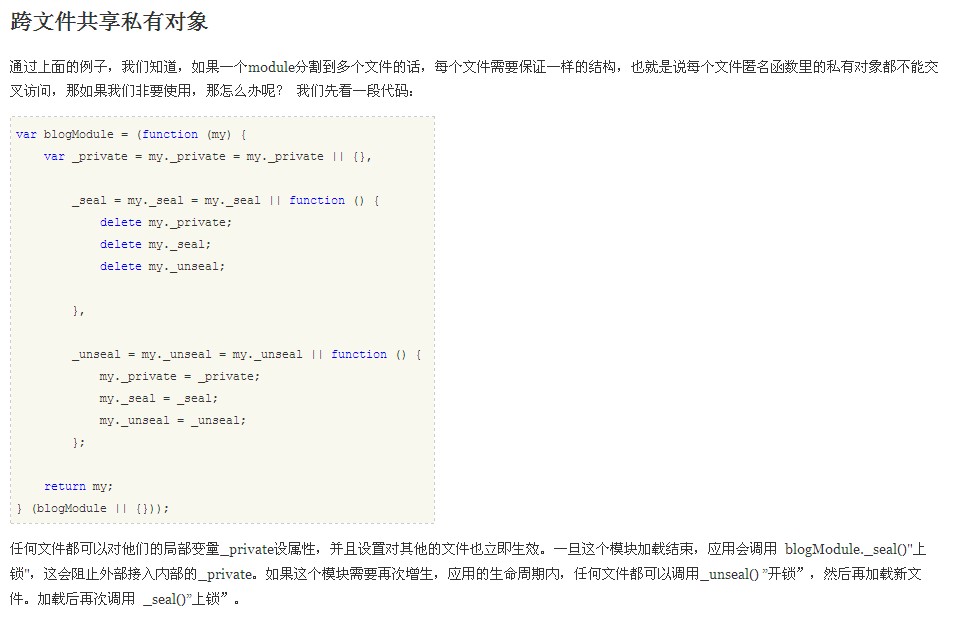 跨文件共享私有对象
通过上面的例子，我们知道，如果一个module分割到多个文件的话，每个文件需要保证一样的结构，也就是说每个文件匿名函数里的私有对象都不能交
叉访问，那如果我们非要使用，那怎么办呢？ 我们先看一段代码：
var blogModule = (function (my) {
    var _private = my._private = my._private || {},
        _seal = my._seal = my._seal || function () {
            delete my._private;
            delete my._seal;
            delete my._unseal;
        },
        _unseal = my._unseal = my._unseal || function () {
            my._private = _private;
            my._seal = _seal;
            my._unseal = _unseal;
        };
    return my;
} (blogModule || {}));
任何文件都可以对他们的局部变量_private设属性，并且设置对其他的文件也立即生效。一旦这个模块加载结束，应用会调用 blogModule._seal()"上
锁"，这会阻止外部接入内部的_private。如果这个模块需要再次增生，应用的生命周期内，任何文件都可以调用_unseal() ”开锁”，然后再加载新文
件。加载后再次调用 _seal()”上锁”。